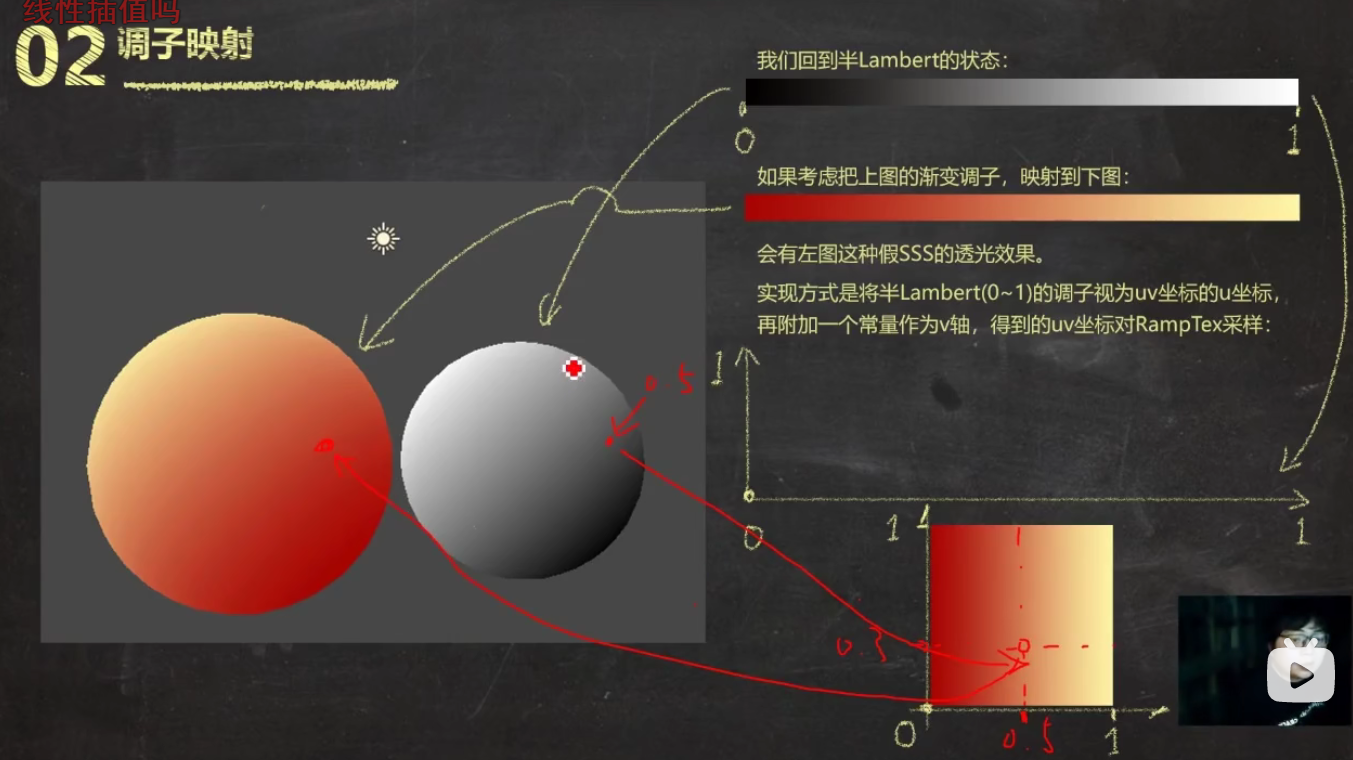 线性插值吗
02 调子映射
我们回到半Lambert的状态:
0 1
如果考虑把上图的渐变调子，映射到下图:
会有左图这种假SSS的透光效果。
实现方式是将半Lambert(0~1)的调子视为uv坐标的u坐标，
再附加一个常量作为v轴，得到的uv坐标对RampTex采样:
1
0.5
0 1
1
0.3
0 0.5 1